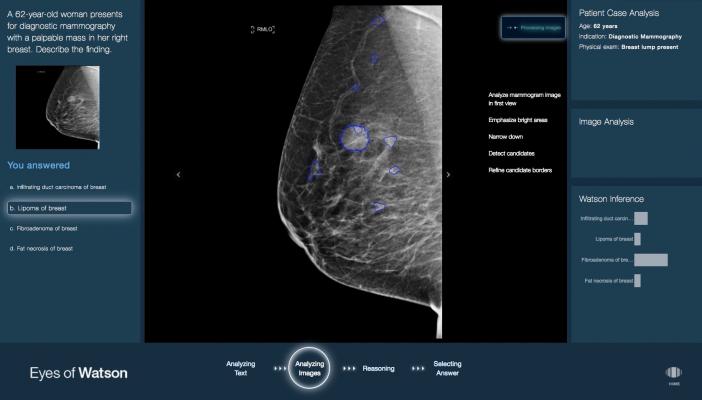 A 62-year-old woman presents
for diagnostic mammography
with a palpable mass in her right
breast. Describe the finding.
You answered
a. Infiltrating duct carcinoma of breast
b. Lipoma of breast
c. Fibroadenoma of breast
d. Fat necrosis of breast
RMLO
Processing images
Analyze mammogram image
in first view
Emphasize bright areas
Narrow down
Detect candidates
Refine candidate borders
Patient Case Analysis
Age: 62 years
Indication: Diagnostic Mammography
Physical exam: Breast lump present
Image Analysis
Watson Inference
Infiltrating duct carcin...
Lipoma of breast
Fibroadenoma of bre...
Fat necrosis of breast
Eyes of Watson
Analyzing
Text
Analyzing
Images
Reasoning
Selecting
Answer
HOME